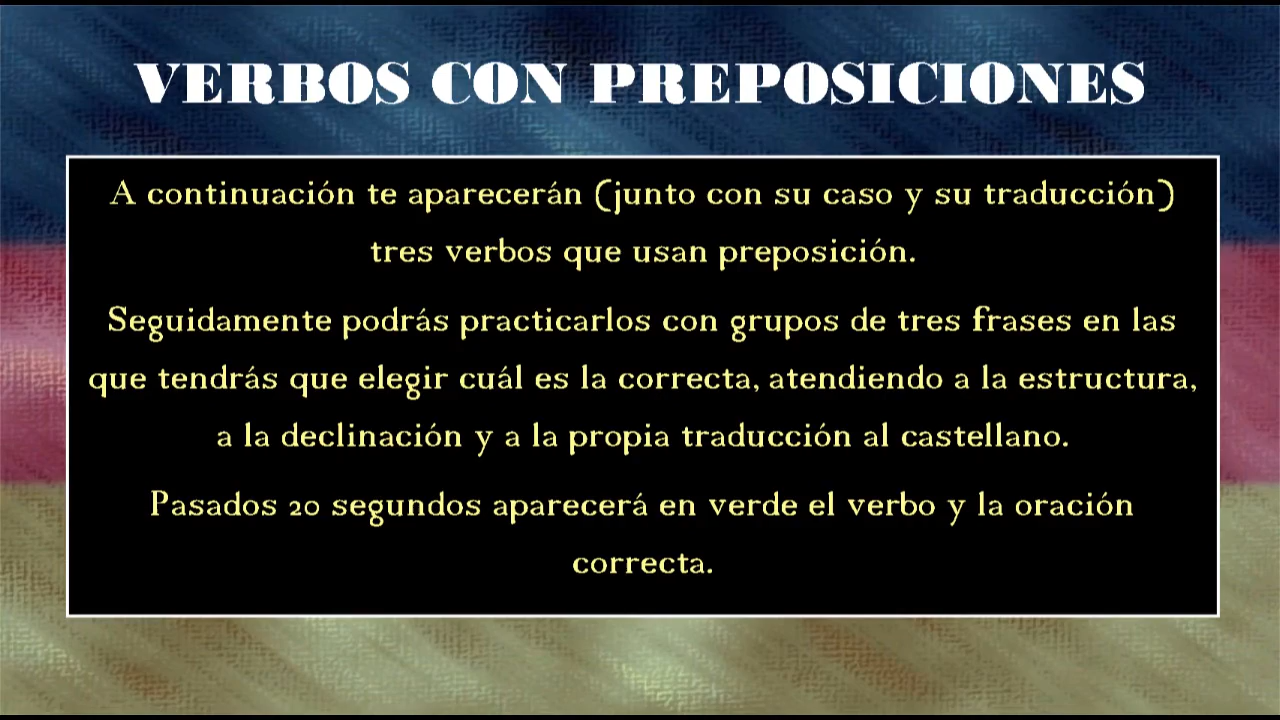 VERBOS CON PREPOSICIONES
A continuación te aparecerán (junto con su caso y su traducción)
tres verbos que usan preposición.
Seguidamente podrás practicarlos con grupos de tres frases en las
que tendrás que elegir cuál es la correcta, atendiendo a la estructura,
a la declinación y a la propia traducción al castellano.
Pasados 20 segundos aparecerá en verde el verbo y la oración
correcta.